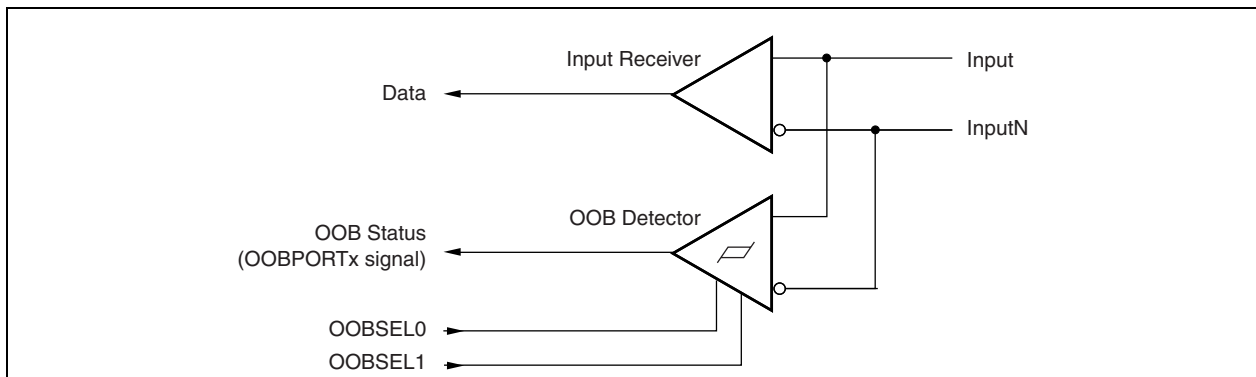 Input Receiver
Input
Data
InputN
OOB Detector
OOB Status
(OOBPORTx signal)
OOBSEL0
OOBSEL1